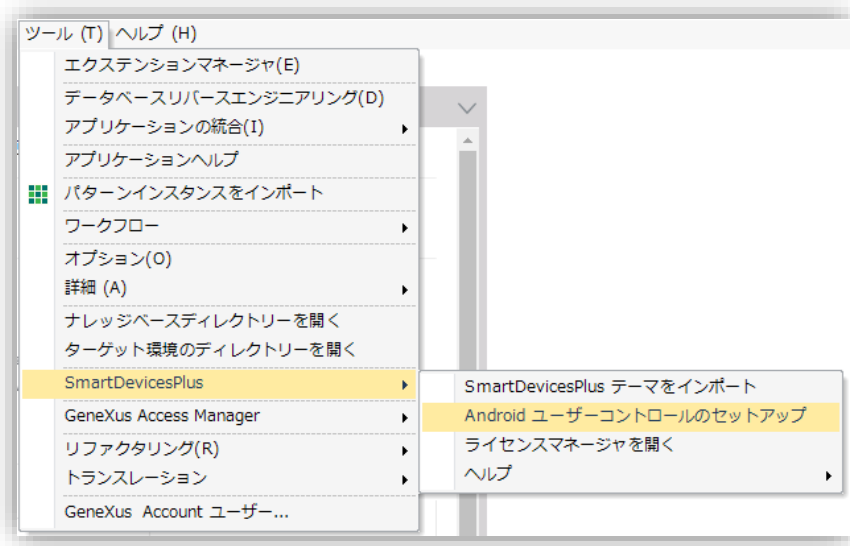 ツール (T) ヘルプ (H)
エクステンションマネージャ(E)
データベースリバースエンジニアリング(D)
アプリケーションの統合(I)
アプリケーションヘルプ
パターンインスタンスをインポート
ワークフロー
オプション(O)
詳細 (A)
ナレッジベースディレクトリーを開く
ターゲット環境のディレクトリーを開く
SmartDevicesPlus
GeneXus Access Manager
リファクタリング(R)
トランスレーション
GeneXus Account ユーザー...
SmartDevicesPlus テーマをインポート
Android ユーザーコントロールのセットアップ
ライセンスマネージャを開く
ヘルプ